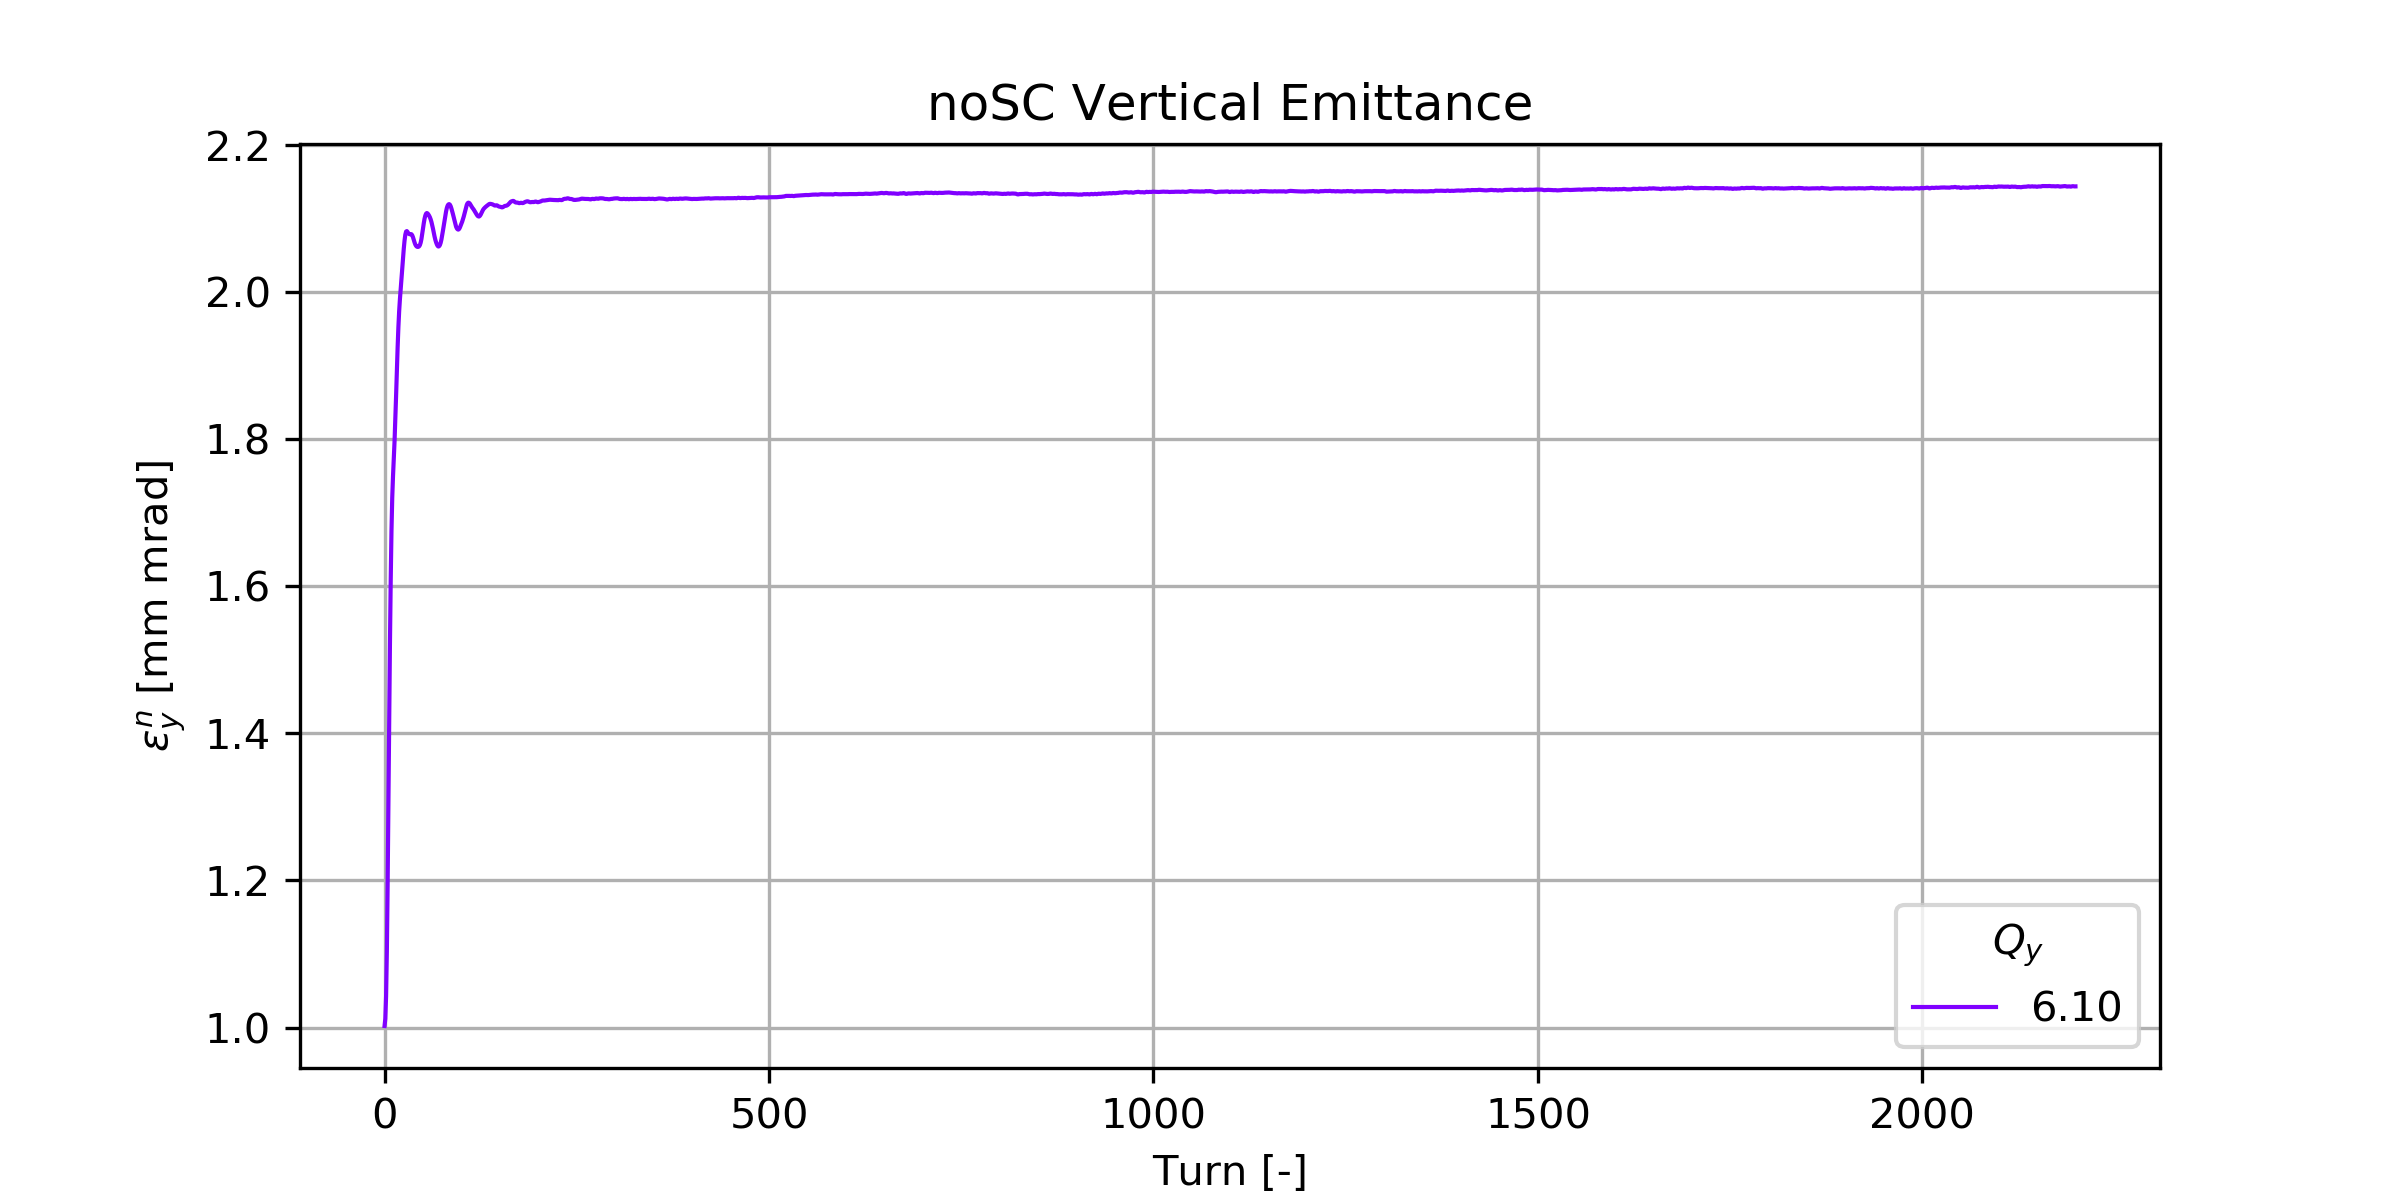 noSC Vertical Emittance
2.2
2.0
1.8
1.6
1.4
1.2
1.0
εⁿᵧ [mm mrad]
0 500 1000 1500 2000
Turn [-]
Q_y
6.10